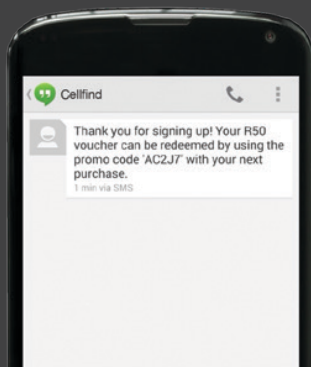 Cellfind
Thank you for signing up! Your R50
voucher can be redeemed by using the
promo code 'AC2J7' with your next
purchase.
1 min via SMS